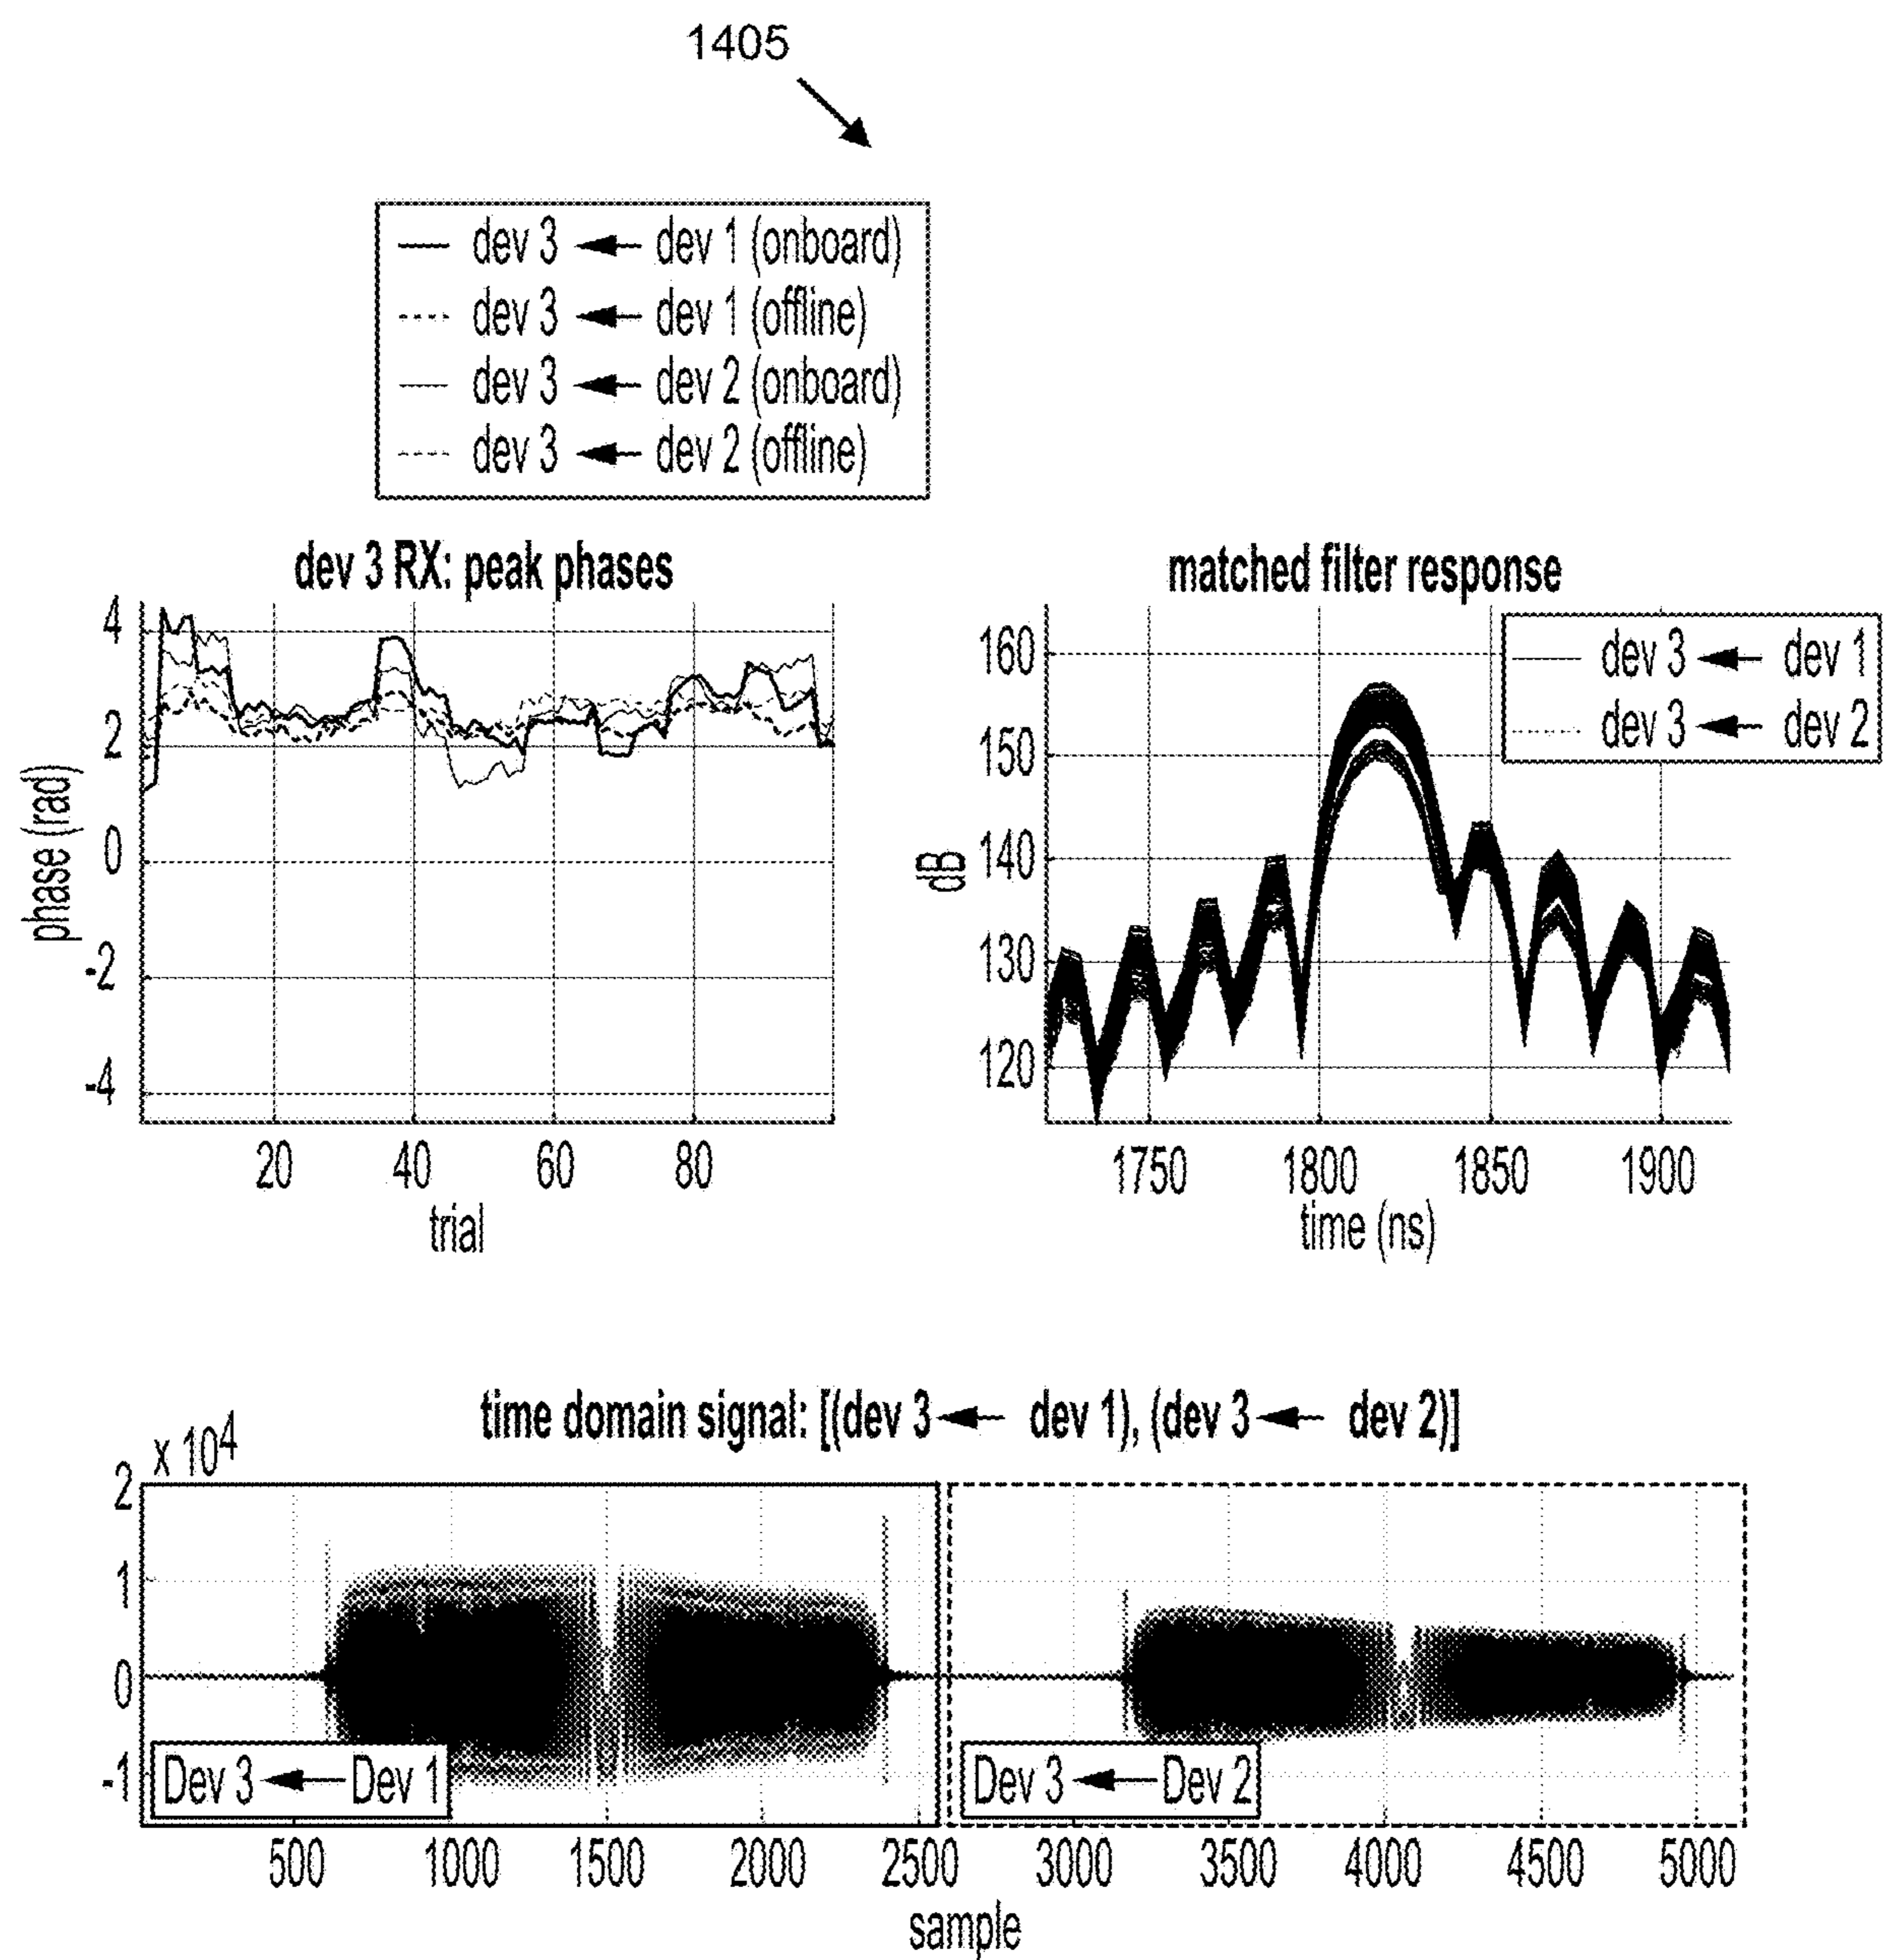 1405
dev 3 ← dev 1 (onboard)
dev 3 ← dev 1 (offline)
dev 3 ← dev 2 (onboard)
dev 3 ← dev 2 (offline)
dev 3 RX: peak phases
4
2
0
-2
-4
phase (rad)
20 40 60 80
trial
matched filter response
160
150
140
130
120
dB
dev 3 ← dev 1
dev 3 ← dev 2
1750 1800 1850 1900
time (ns)
time domain signal: [(dev 3 ← dev 1), (dev 3 ← dev 2)]
x 10⁴
2
1
0
-1
Dev 3 ← Dev 1
Dev 3 ← Dev 2
500 1000 1500 2000 2500 3000 3500 4000 4500 5000
sample